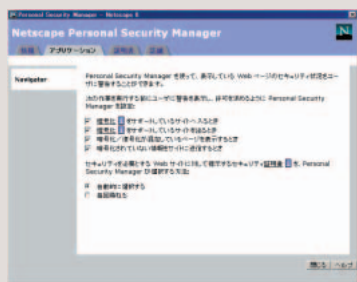 Personal Security Manager - Netscape 6
Netscape Personal Security Manager
情報 アプリケーション 証明書 詳細
Navigator
Personal Security Manager を使って、表示している Web ページのセキュリティ状況をユー
ザに警告することができます。
次の作業を実行する前にユーザに警告を表示し、許可を求めるように Personal Security
Manager を設定:
暗号化 をサポートしているサイトへ入るとき
暗号化 をサポートしているサイトを出るとき
暗号化/復号化が混在しているページを表示するとき
暗号化されていない情報をサイトに送信するとき
セキュリティを必要とする Web サイトに対して提示するセキュリティ証明書 を、Personal
Security Manager が選択する方法:
自動的に選択する
毎回尋ねる
閉じる ヘルプ